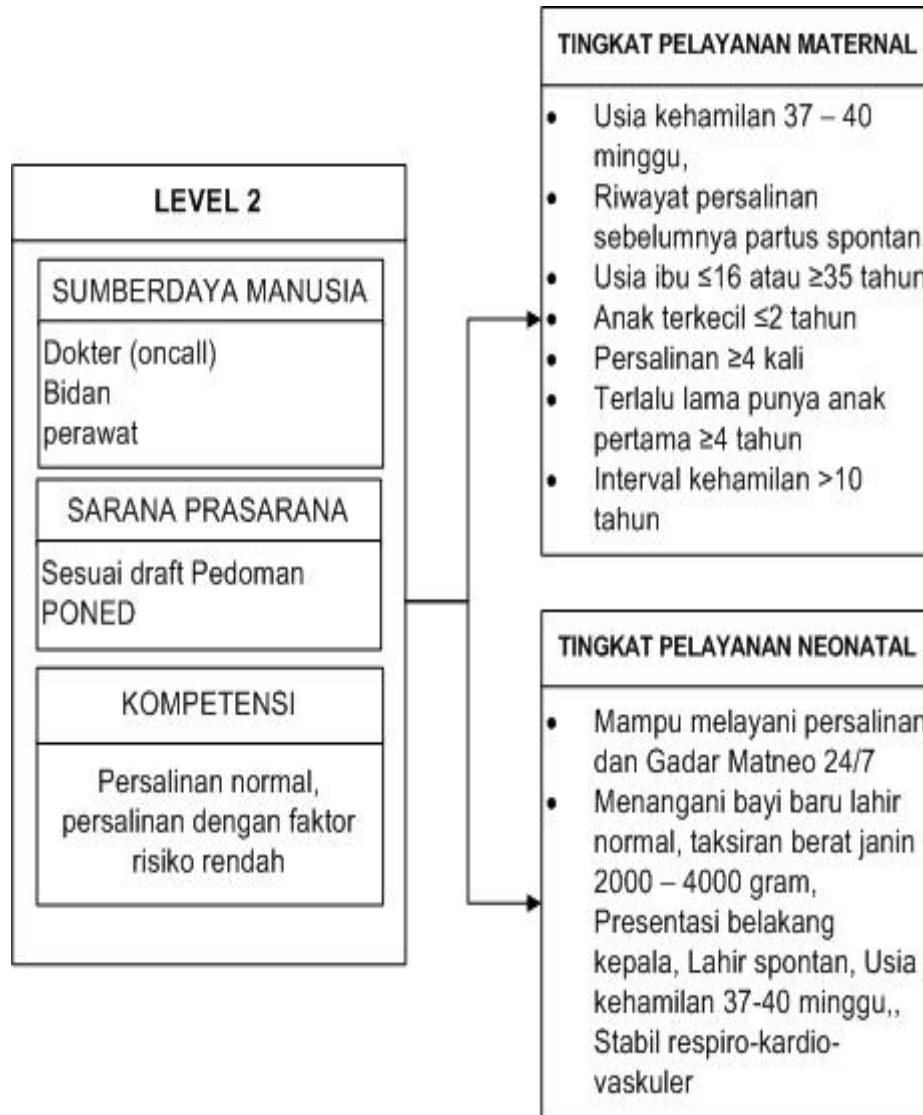 LEVEL 2
SUMBERDAYA MANUSIA
Dokter (oncall)
Bidan
perawat
SARANA PRASARANA
Sesuai draft Pedoman
PONED
KOMPETENSI
Persalinan normal,
persalinan dengan faktor
risiko rendah
TINGKAT PELAYANAN MATERNAL
• Usia kehamilan 37 – 40
minggu,
• Riwayat persalinan
sebelumnya partus spontan
• Usia ibu ≤16 atau ≥35 tahun
• Anak terkecil ≤2 tahun
• Persalinan ≥4 kali
• Terlalu lama punya anak
pertama ≥4 tahun
• Interval kehamilan >10
tahun
TINGKAT PELAYANAN NEONATAL
• Mampu melayani persalinan
dan Gadar Matneo 24/7
• Menangani bayi baru lahir
normal, taksiran berat janin
2000 – 4000 gram,
Presentasi belakang
kepala, Lahir spontan, Usia
kehamilan 37-40 minggu,,
Stabil respiro-kardio-
vaskuler